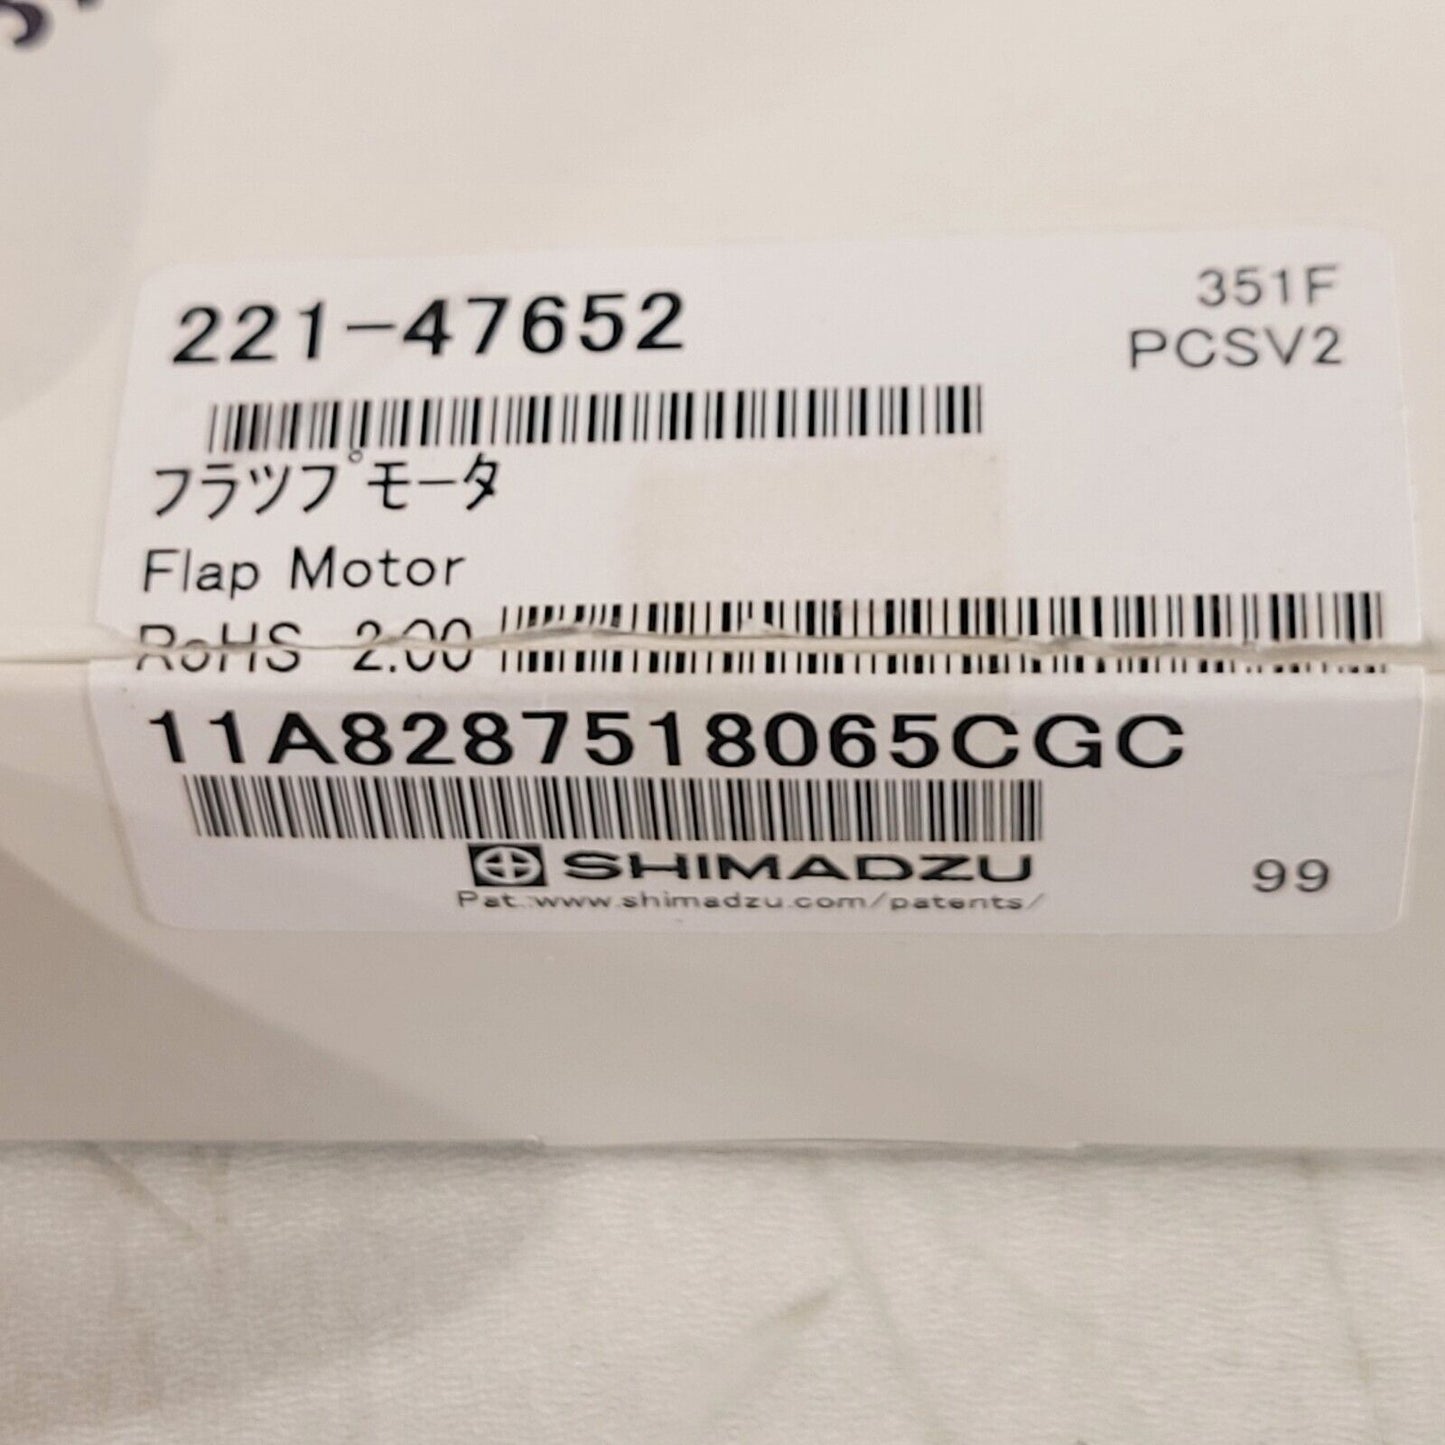 221-47652
351F
PCSV2
フラツプモータ
Flap Motor
RoHS 2.00
11A8287518065CGC
SHIMADZU
99
Pat.:www.shimadzu.com/patents/